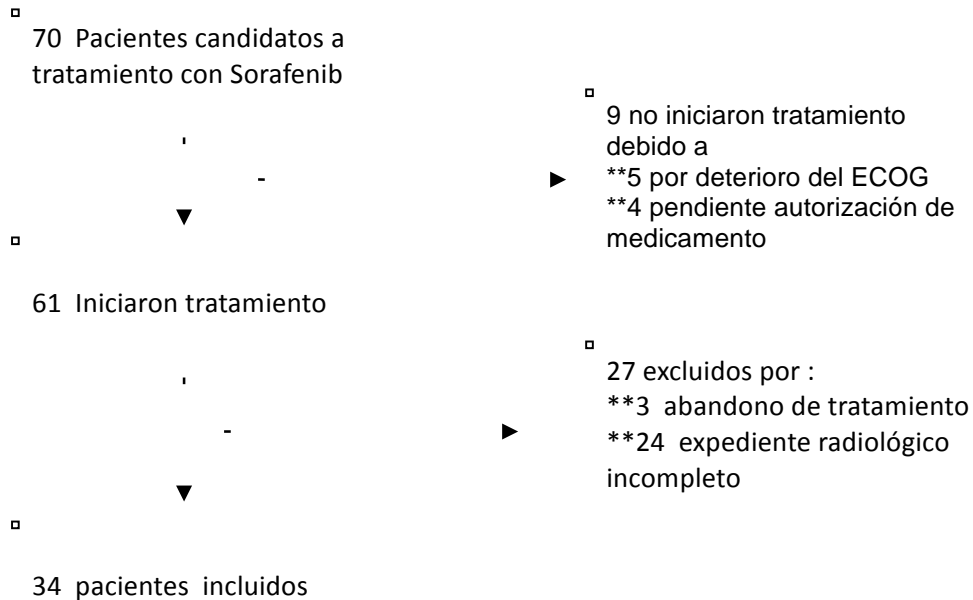 70 Pacientes candidatos a
tratamiento con Sorafenib
9 no iniciaron tratamiento
debido a
**5 por deterioro del ECOG
**4 pendiente autorización de
medicamento
61 Iniciaron tratamiento
27 excluidos por :
**3 abandono de tratamiento
**24 expediente radiológico
incompleto
34 pacientes incluidos